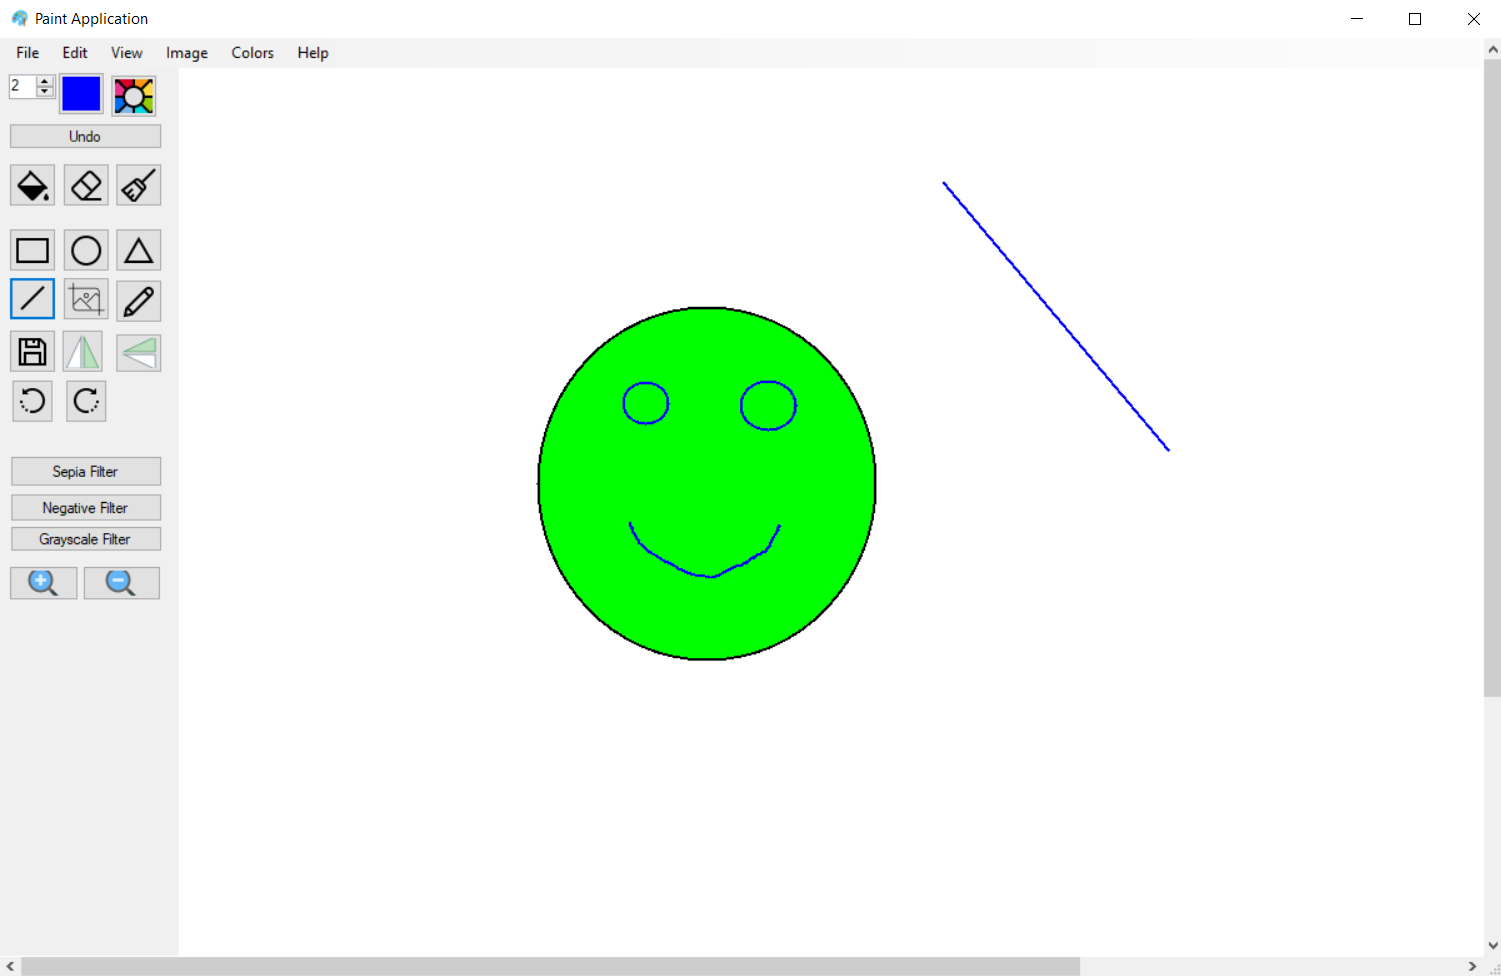 Paint Application
File Edit View Image Colors Help
2
Undo
Sepia Filter
Negative Filter
Grayscale Filter